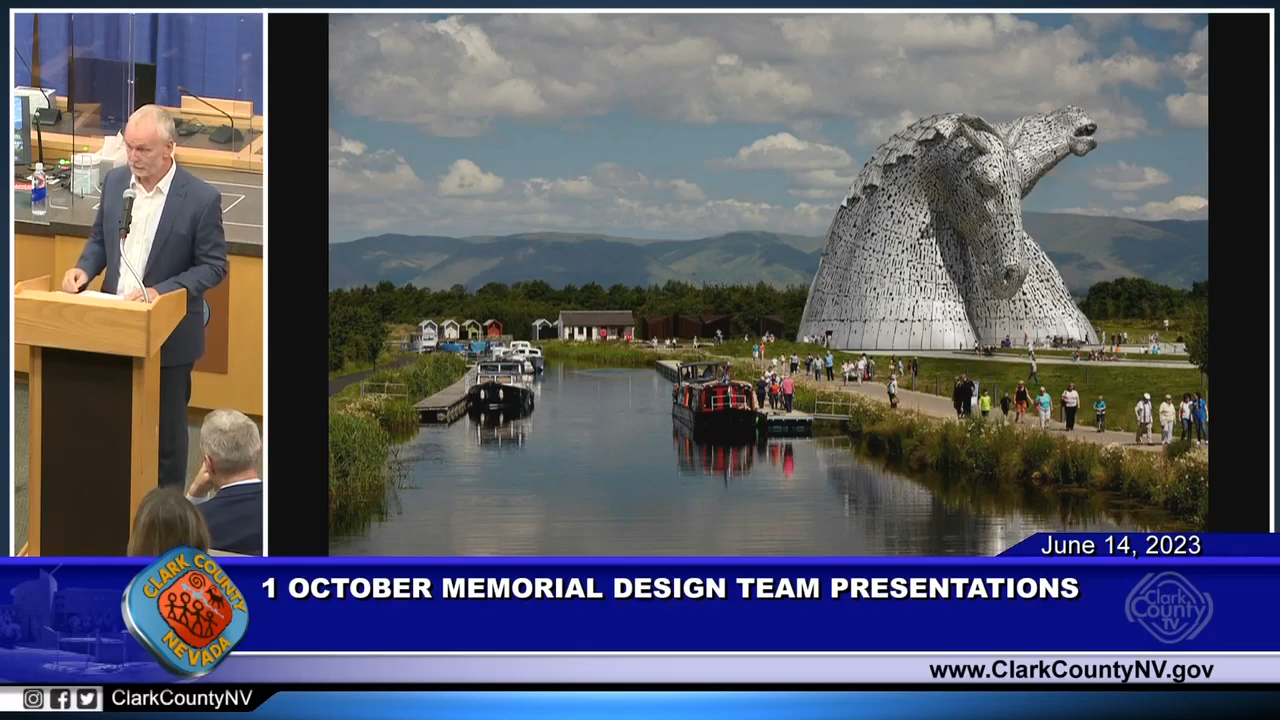 June 14, 2023
1 OCTOBER MEMORIAL DESIGN TEAM PRESENTATIONS
CLARK COUNTY
NEVADA
Clark
County
TV
www.ClarkCountyNV.gov
ClarkCountyNV